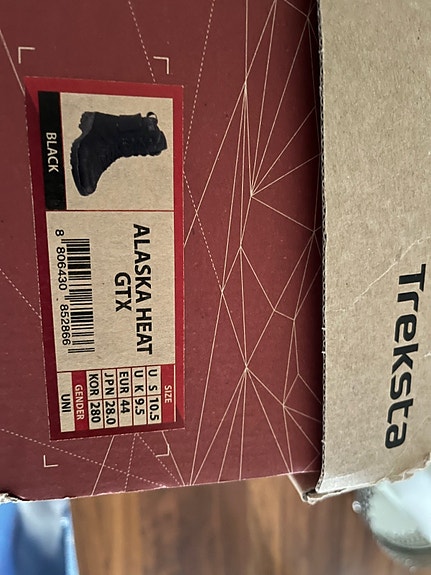 BLACK
ALASKA HEAT
GTX
8 806430 852866
SIZE
U S 10.5
U K 9.5
EUR 44
JPN 28.0
KOR 280
GENDER
UNI
Treksta